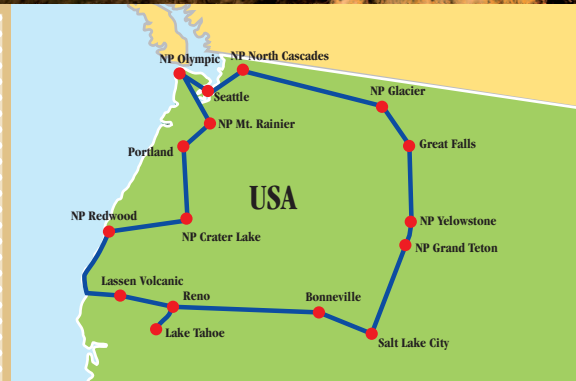 NP Olympic
NP North Cascades
Seattle
NP Glacier
NP Mt. Rainier
Portland
Great Falls
USA
NP Redwood
NP Crater Lake
NP Yelowstone
NP Grand Teton
Lassen Volcanic
Reno
Bonneville
Lake Tahoe
Salt Lake City